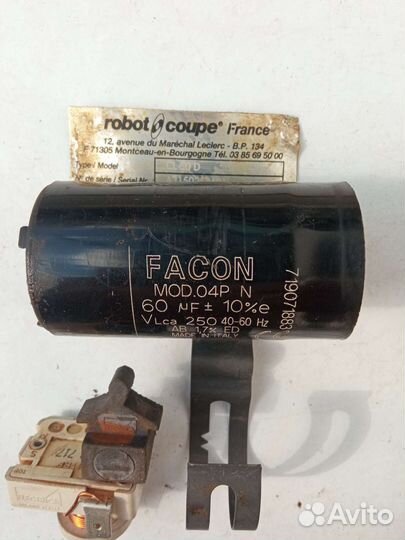 robot coupe® France
12, avenue du Maréchal Leclerc - B.P. 134
F 71305 Montceau-en-Bourgogne Tél. 03 85 69 50 00
Type / Model
N° de série / Serial Nr
FACON
MOD.04P N
60 µF ± 10%e
VLca 250 40-60 Hz
AB 1,7% ED
MADE IN ITALY
719071883
Avito